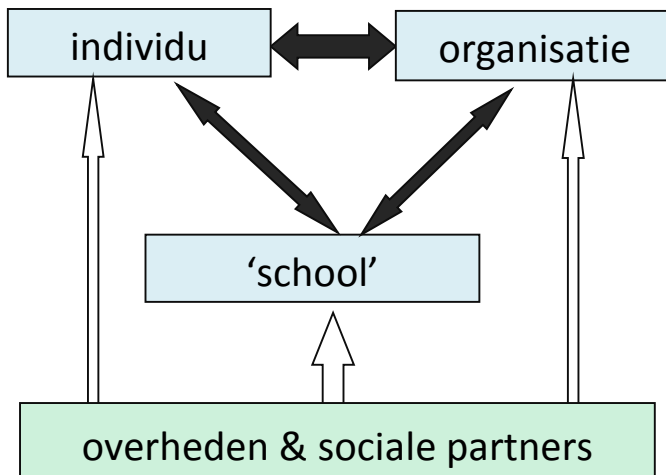 individu
organisatie
‘school’
overheden & sociale partners